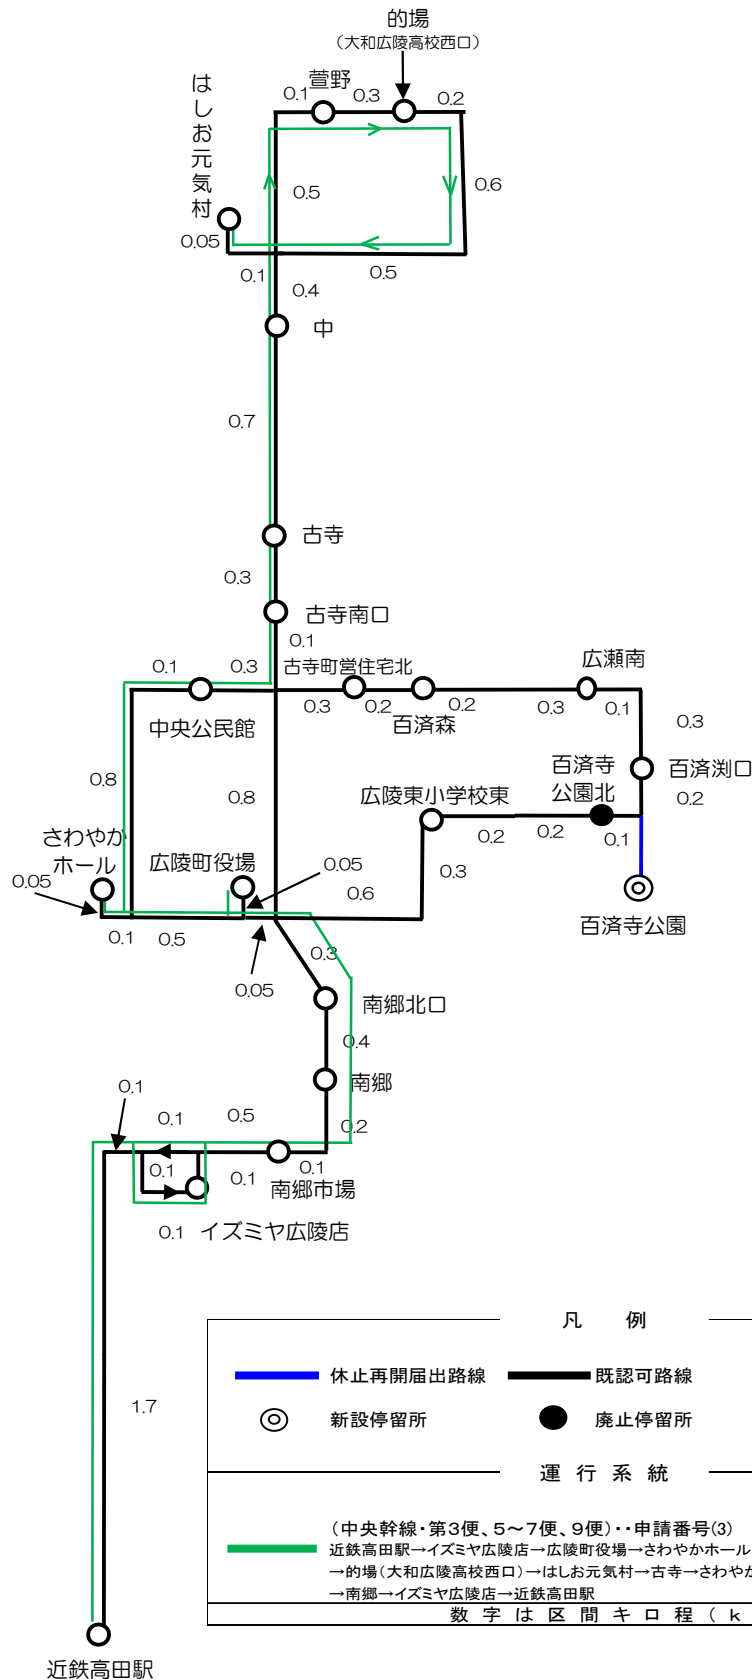 的場
（大和広陵高校西口）
萱野
はしお元気村
0.1
0.3
0.2
0.5
0.6
0.05
0.1
0.5
0.4
中
0.7
古寺
0.3
古寺南口
0.1
0.1
0.3
古寺町営住宅北
広瀬南
中央公民館
0.3
0.2
百済森
0.2
0.3
0.1
0.3
百済渕口
百済寺
公園北
0.2
0.8
0.8
広陵東小学校東
0.2
0.2
0.1
さわやか
ホール
広陵町役場
0.05
0.05
0.6
0.3
百済寺公園
0.1
0.5
0.05
0.3
南郷北口
0.4
南郷
0.1
0.1
0.5
0.2
0.1
0.1
0.1
南郷市場
0.1
イズミヤ広陵店
1.7
近鉄高田駅
凡 例
休止再開届出路線
既認可路線
新設停留所
廃止停留所
運 行 系 統
（中央幹線・第3便、5～7便、9便）・・申請番号(3)
近鉄高田駅→イズミヤ広陵店→広陵町役場→さわやかホール
→的場（大和広陵高校西口）→はしお元気村→古寺→さわやか
→南郷→イズミヤ広陵店→近鉄高田駅
数 字 は 区 間 キ ロ 程 （ k